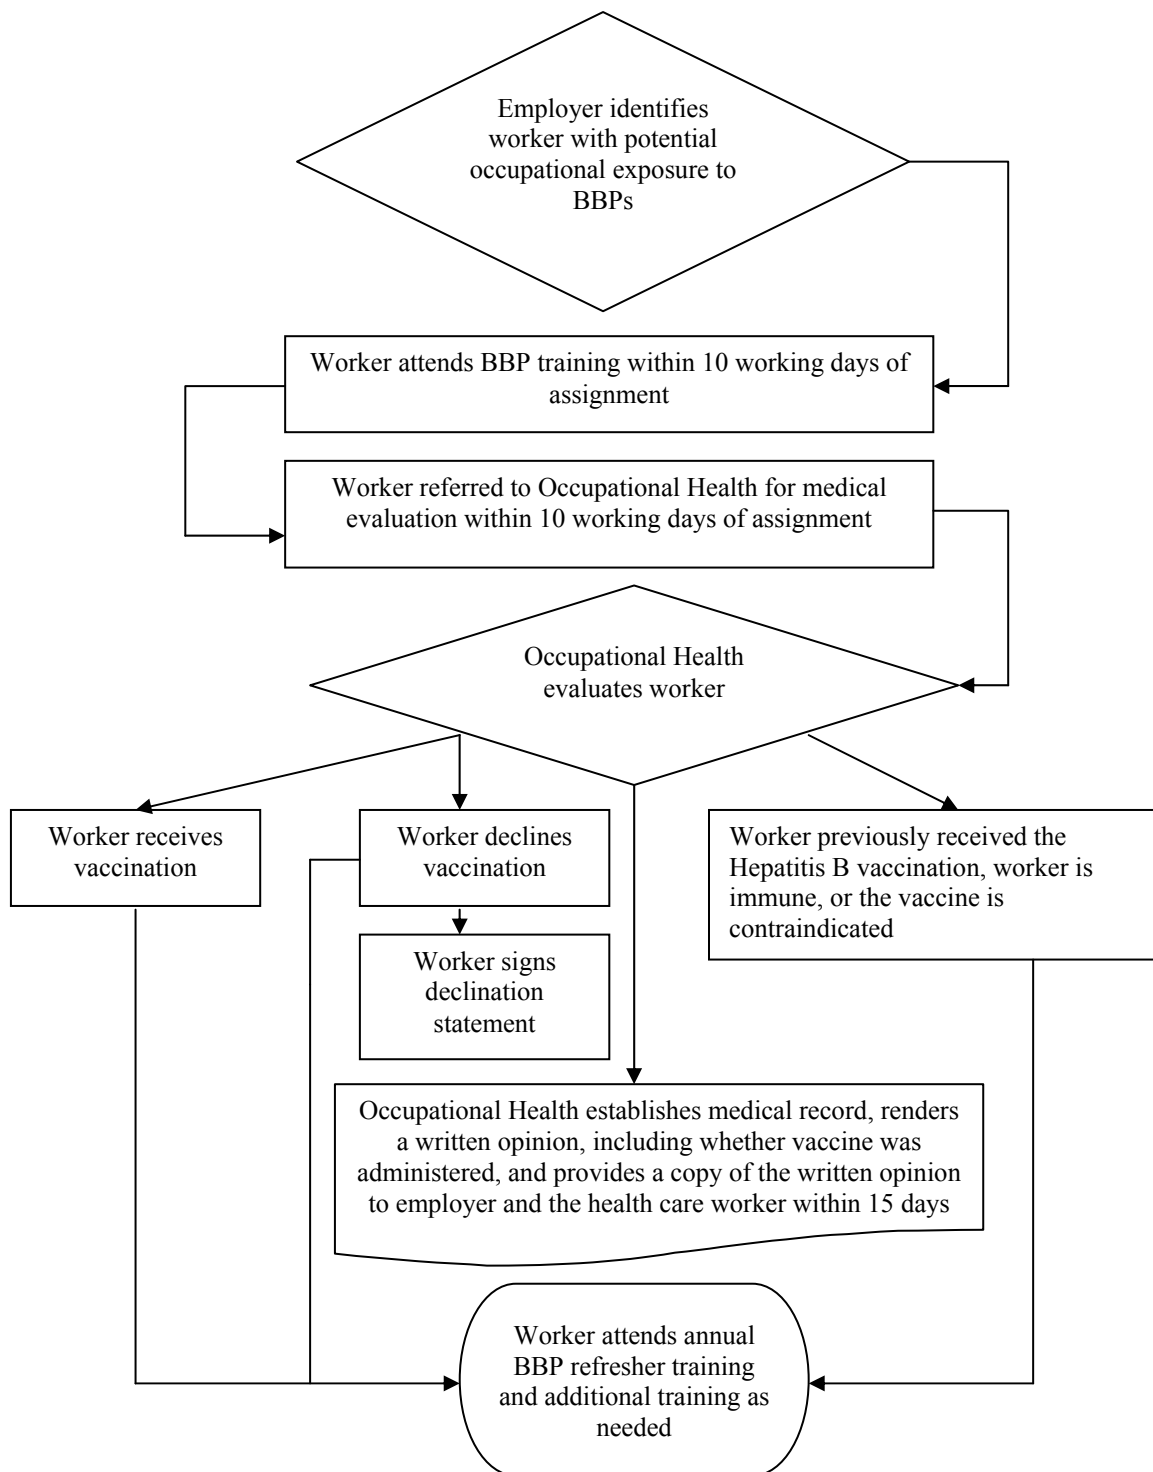 Employer identifies
worker with potential
occupational exposure to
BBPs
Worker attends BBP training within 10 working days of
assignment
Worker referred to Occupational Health for medical
evaluation within 10 working days of assignment
Occupational Health
evaluates worker
Worker receives
vaccination
Worker declines
vaccination
Worker previously received the
Hepatitis B vaccination, worker is
immune, or the vaccine is
contraindicated
Worker signs
declination
statement
Occupational Health establishes medical record, renders
a written opinion, including whether vaccine was
administered, and provides a copy of the written opinion
to employer and the health care worker within 15 days
Worker attends annual
BBP refresher training
and additional training as
needed